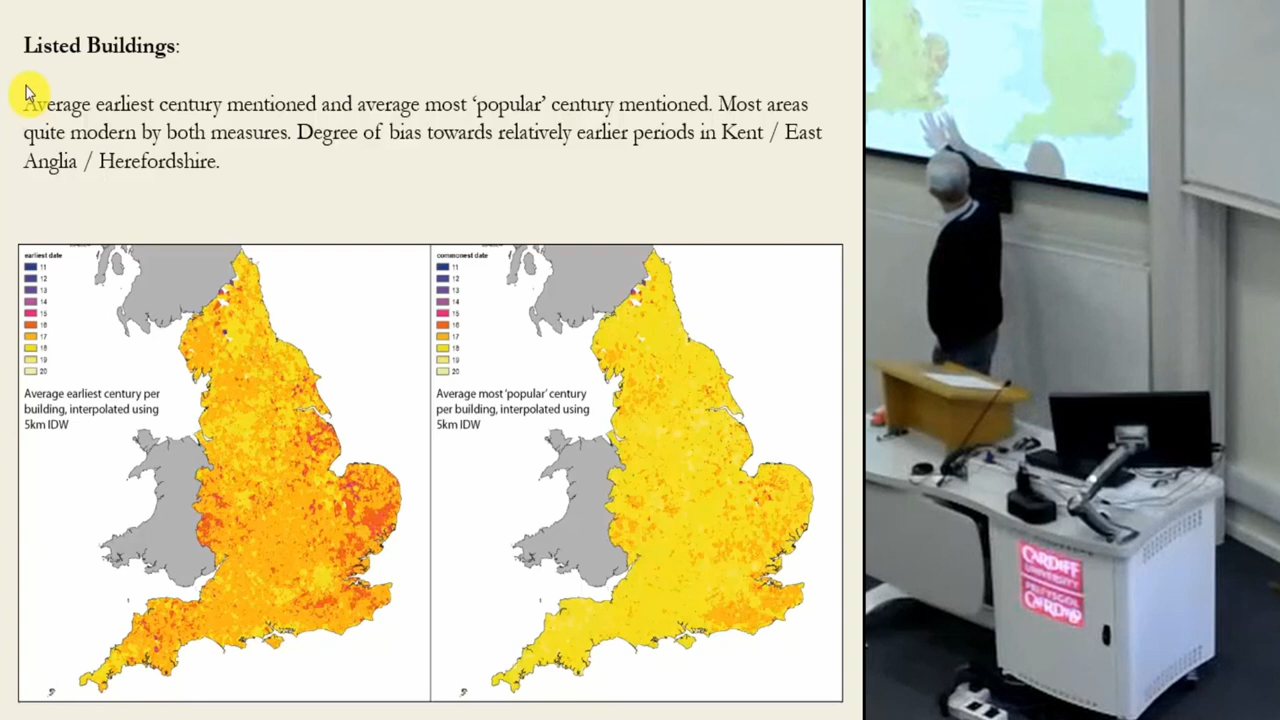 Listed Buildings:
Average earliest century mentioned and average most ‘popular’ century mentioned. Most areas
quite modern by both measures. Degree of bias towards relatively earlier periods in Kent / East
Anglia / Herefordshire.
earliest date
11
12
13
14
15
16
17
18
19
20
Average earliest century per
building, interpolated using
5km IDW
commonest date
11
12
13
14
15
16
17
18
19
20
Average most ‘popular’ century
per building, interpolated using
5km IDW
CARDIFF
UNIVERSITY
PRIFYSGOL
CAERDYDD